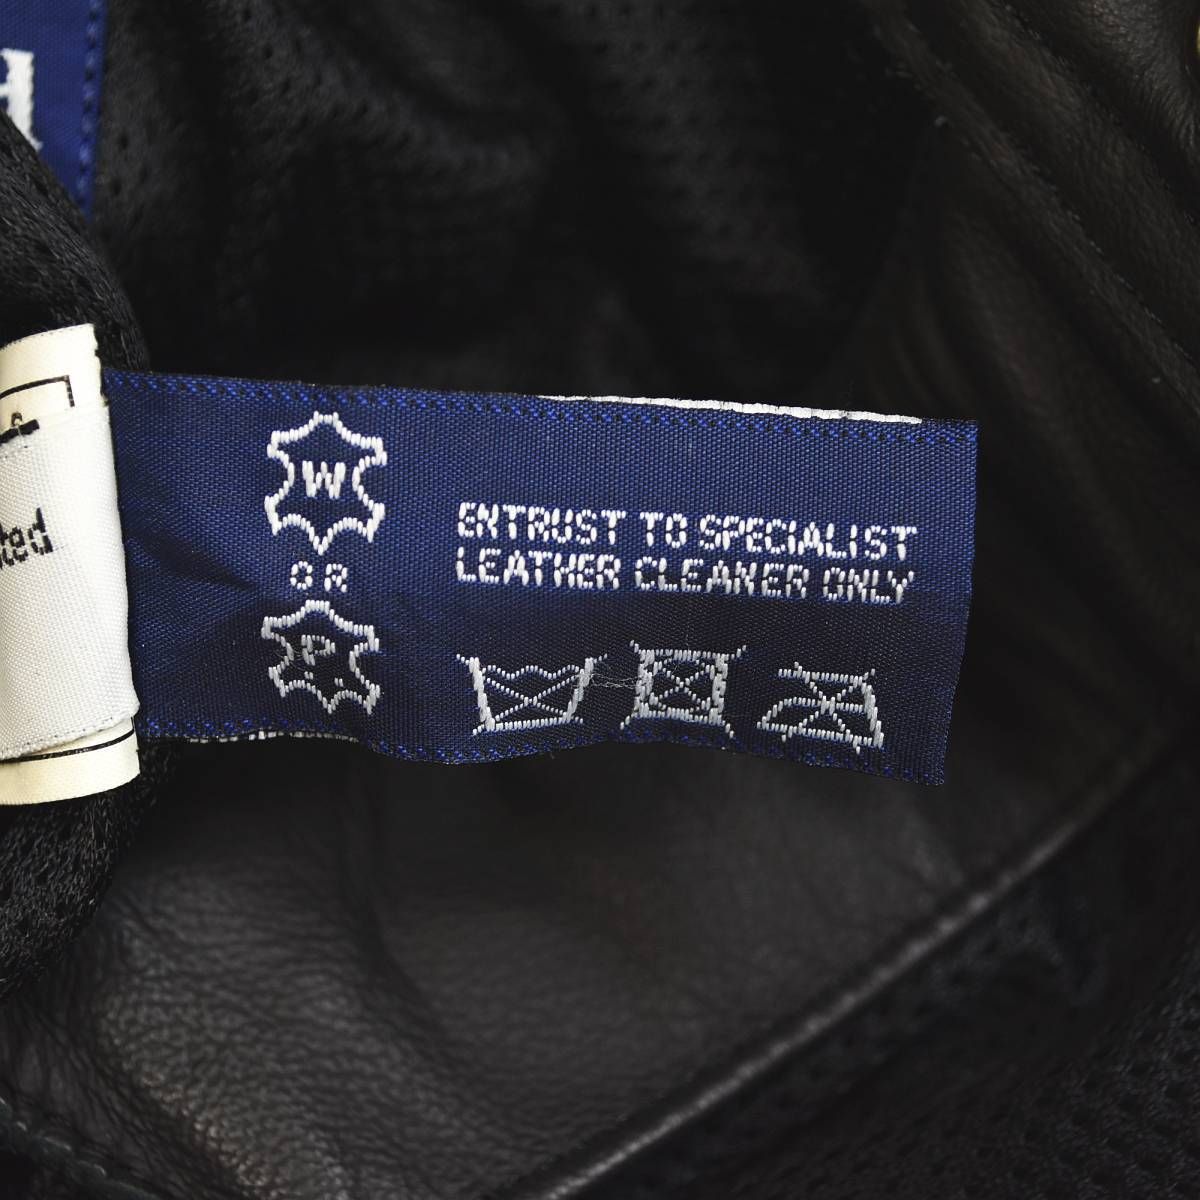 W
OR
P
ENTRUST TO SPECIALIST
LEATHER CLEANER ONLY